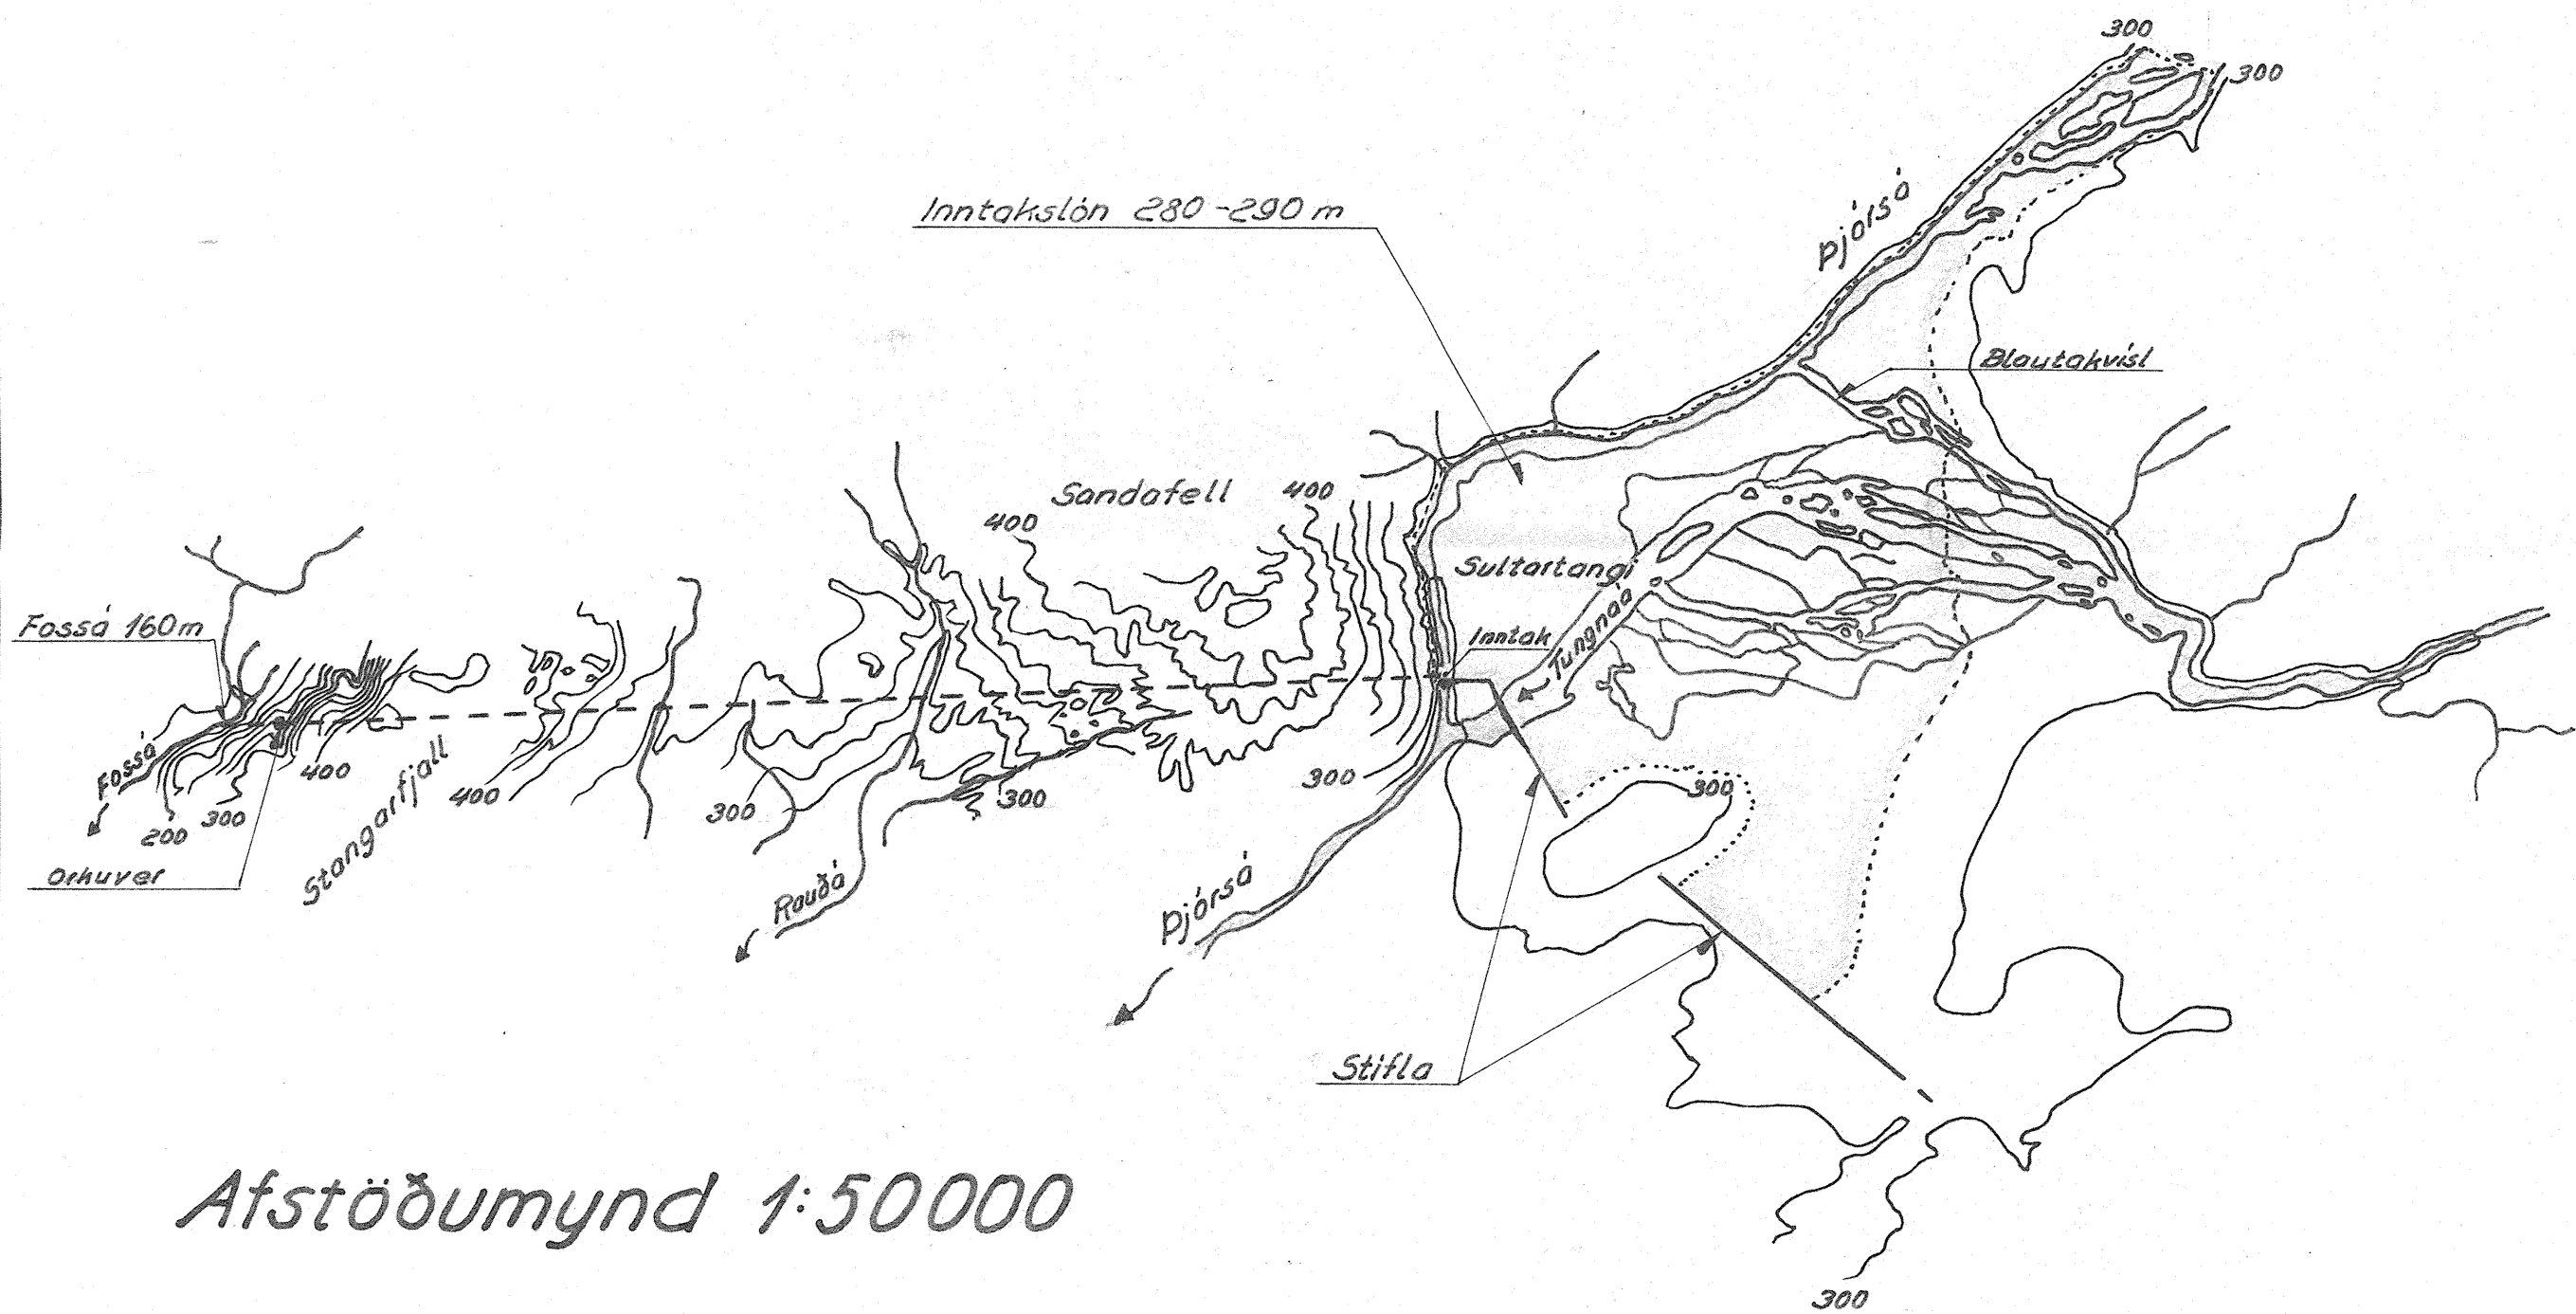 300
300
Þjórsá
Inntakslón 280-290 m
Blautakvísl
Sandafell
400
400
Sultartangi
Fossá 160m
Inntak
Tungnaá
Fossá
400
Stangarfjall
400
300
300
300
300
200
300
Orkuver
Rauðá
Þjórsá
Stífla
Afstöðumynd 1:50000
300